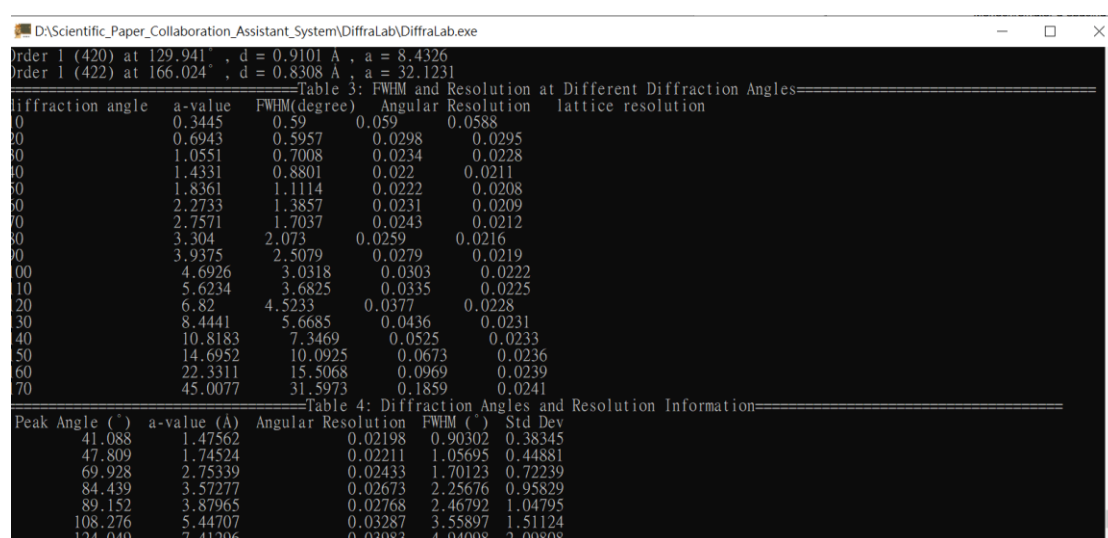 D:\Scientific_Paper_Collaboration_Assistant_System\DiffraLab\DiffraLab.exe
rder 1 (420) at 129.941° , d = 0.9101 Å , a = 8.4326
rder 1 (422) at 166.024° , d = 0.8308 Å , a = 32.1231
=====Table 3: FWHM and Resolution at Different Diffraction Angles=====
iffraction angle a-value FWHM(degree) Angular Resolution lattice resolution
0 0.3445 0.59 0.059 0.0588
0 0.6943 0.5957 0.0298 0.0295
0 1.0551 0.7008 0.0234 0.0228
0 1.4331 0.8801 0.022 0.0211
0 1.8361 1.1114 0.0222 0.0208
0 2.2733 1.3857 0.0231 0.0209
0 2.7571 1.7037 0.0243 0.0212
0 3.304 2.073 0.0259 0.0216
0 3.9375 2.5079 0.0279 0.0219
00 4.6926 3.0318 0.0303 0.0222
10 5.6234 3.6825 0.0335 0.0225
20 6.82 4.5233 0.0377 0.0228
30 8.4441 5.6685 0.0436 0.0231
40 10.8183 7.3469 0.0525 0.0233
50 14.6952 10.0925 0.0673 0.0236
60 22.3311 15.5068 0.0969 0.0239
70 45.0077 31.5973 0.1859 0.0241
=====Table 4: Diffraction Angles and Resolution Information=====
Peak Angle (°) a-value (Å) Angular Resolution FWHM (°) Std Dev
41.088 1.47562 0.02198 0.90302 0.38345
47.809 1.74524 0.02211 1.05695 0.44881
69.928 2.75339 0.02433 1.70123 0.72239
84.439 3.57277 0.02673 2.25676 0.95829
89.152 3.87965 0.02768 2.46792 1.04795
108.276 5.44707 0.03287 3.55897 1.51124